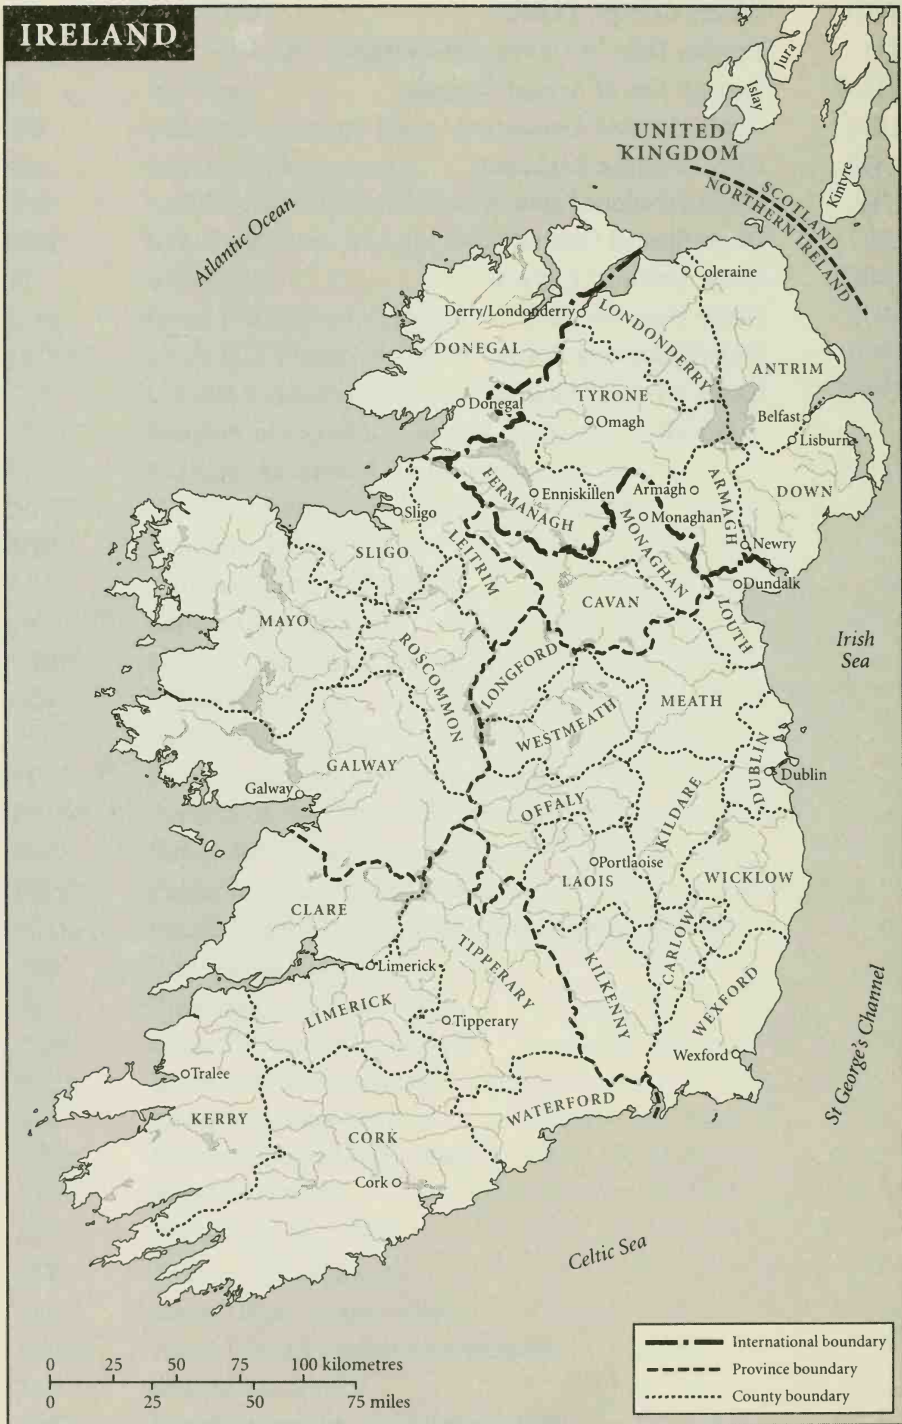 IRELAND
Jura
Islay
UNITED
KINGDOM
Kintyre
SCOTLAND
NORTHERN IRELAND
Atlantic Ocean
Coleraine
Derry/Londonderry
LONDONDERRY
DONEGAL
ANTRIM
TYRONE
Donegal
Omagh
Belfast
Lisburn
FERMANAGH
Enniskillen
Armagh
ARMAGH
DOWN
Sligo
Monaghan
MONAGHAN
Newry
SLIGO
LEITRIM
Dundalk
CAVAN
LOUTH
MAYO
Irish
Sea
ROSCOMMON
LONGFORD
MEATH
WESTMEATH
GALWAY
DUBLIN
Dublin
Galway
OFFALY
KILDARE
Portlaoise
LAOIS
WICKLOW
CLARE
CARLOW
TIPPERARY
KILKENNY
Limerick
LIMERICK
WEXFORD
Tipperary
St George's Channel
Wexford
Tralee
KERRY
WATERFORD
CORK
Cork
Celtic Sea
0 25 50 75 100 kilometres
0 25 50 75 miles
International boundary
Province boundary
County boundary